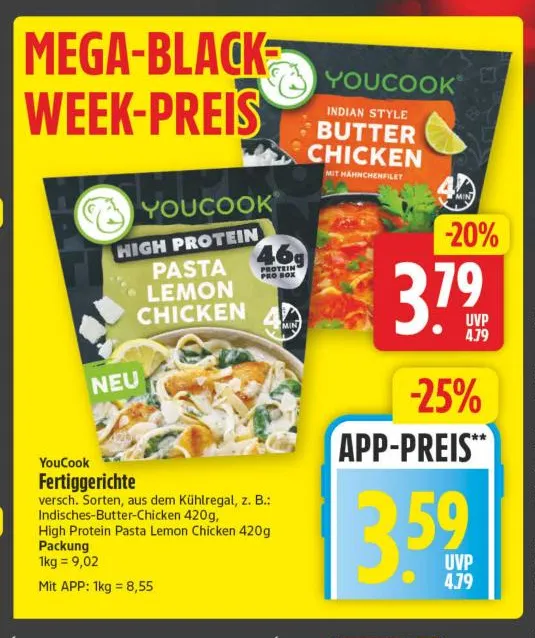 MEGA-BLACK-
WEEK-PREIS
YOUCOOK
INDIAN STYLE
BUTTER
CHICKEN
MIT HÄHNCHENFILET
4 MIN
YOUCOOK
HIGH PROTEIN
PASTA
LEMON
CHICKEN
46g
PROTEIN
PRO BOX
4 MIN
NEU
-20%
3.79
UVP
4.79
-25%
APP-PREIS**
3.59
UVP
4.79
YouCook
Fertiggerichte
versch. Sorten, aus dem Kühlregal, z. B.:
Indisches-Butter-Chicken 420g,
High Protein Pasta Lemon Chicken 420g
Packung
1kg = 9,02
Mit APP: 1kg = 8,55